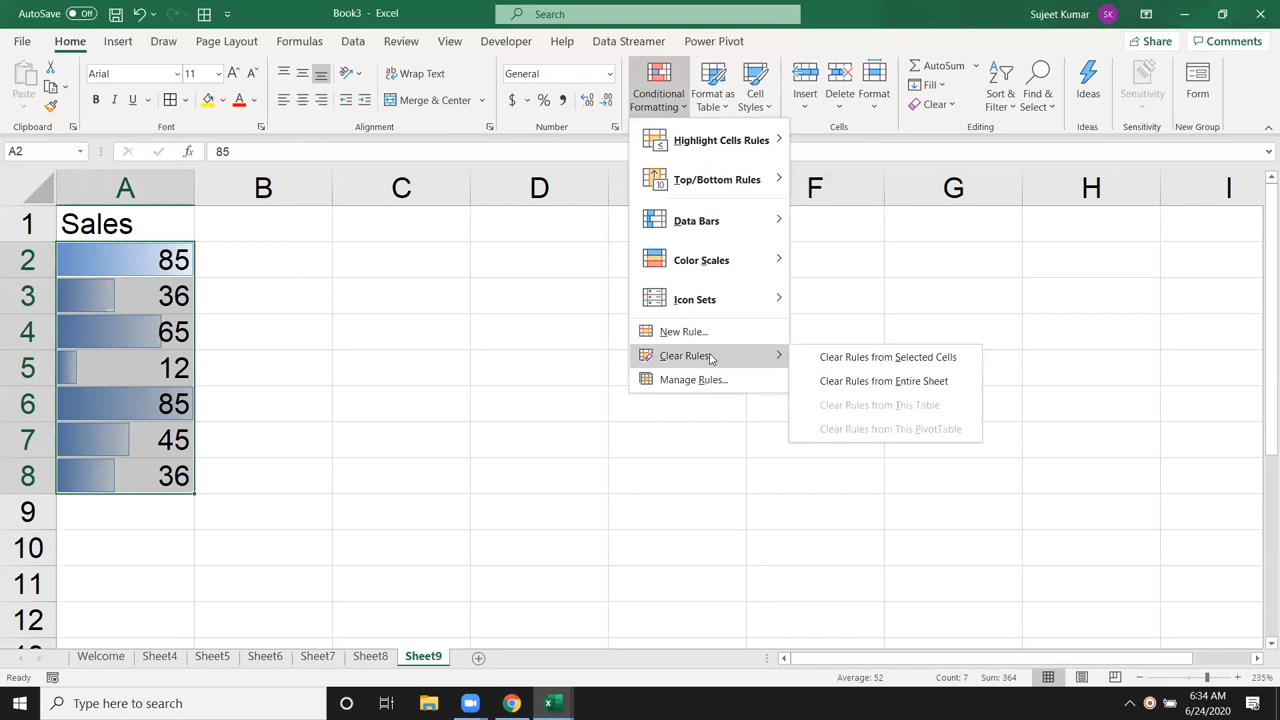 AutoSave Off Book3 - Excel Search Sujeet Kumar SK
File Home Insert Draw Page Layout Formulas Data Review View Developer Help Data Streamer Power Pivot Share Comments
Paste Arial 11 Wrap Text General Conditional Formatting Format as Table Cell Styles Insert Delete Format AutoSum Fill Clear Sort & Filter Find & Select Ideas Sensitivity Form
B I U Merge & Center $ % ,
Clipboard Font Alignment Number Cells Editing Ideas Sensitivity New Group
A2 fx 85
A B C D F G H I
1 Sales
2 85
3 36
4 65
5 12
6 85
7 45
8 36
9
10
11
12
Highlight Cells Rules
Top/Bottom Rules
Data Bars
Color Scales
Icon Sets
New Rule...
Clear Rules
Manage Rules...
Clear Rules from Selected Cells
Clear Rules from Entire Sheet
Clear Rules from This Table
Clear Rules from This PivotTable
Welcome Sheet4 Sheet5 Sheet6 Sheet7 Sheet8 Sheet9
Average: 52 Count: 7 Sum: 364 235%
Type here to search
6:34 AM
6/24/2020